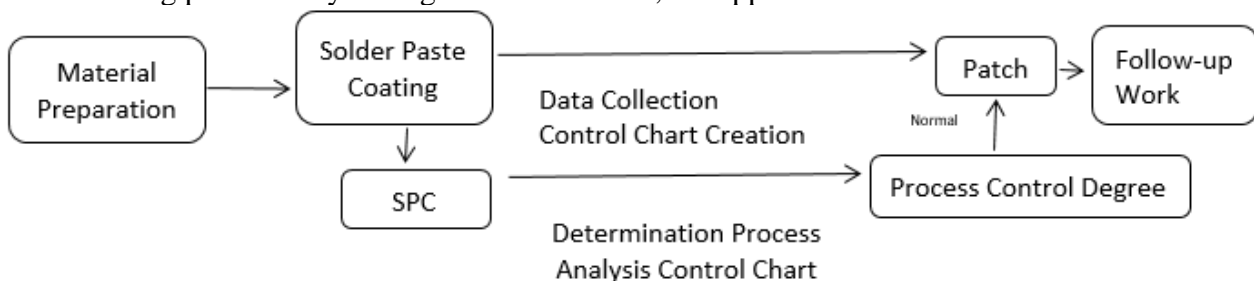 Material
Preparation
Solder Paste
Coating
Patch
Follow-up
Work
Data Collection
Control Chart Creation
Normal
SPC
Process Control Degree
Determination Process
Analysis Control Chart